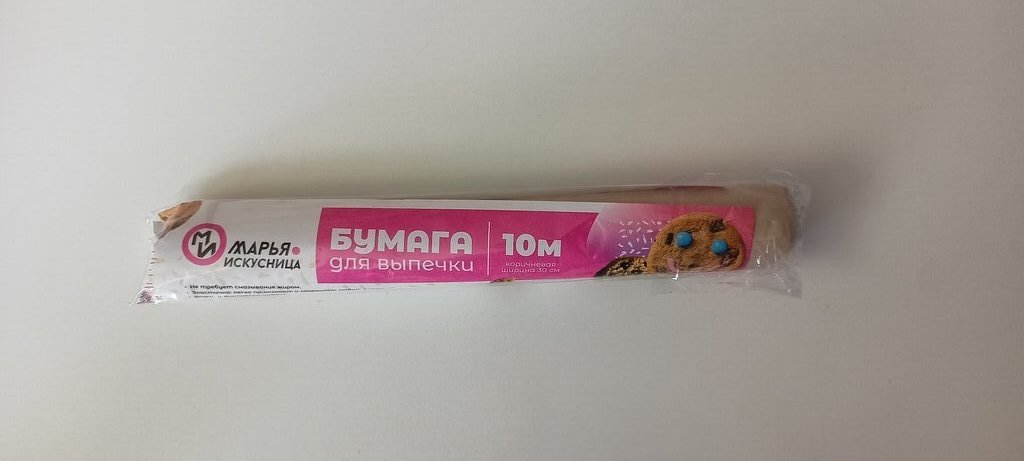 МИ
МАРЬЯ
ИСКУСНИЦА
БУМАГА
для выпечки
10м
коричневая
ширина 30 см
- Не требует смазывания жиром.